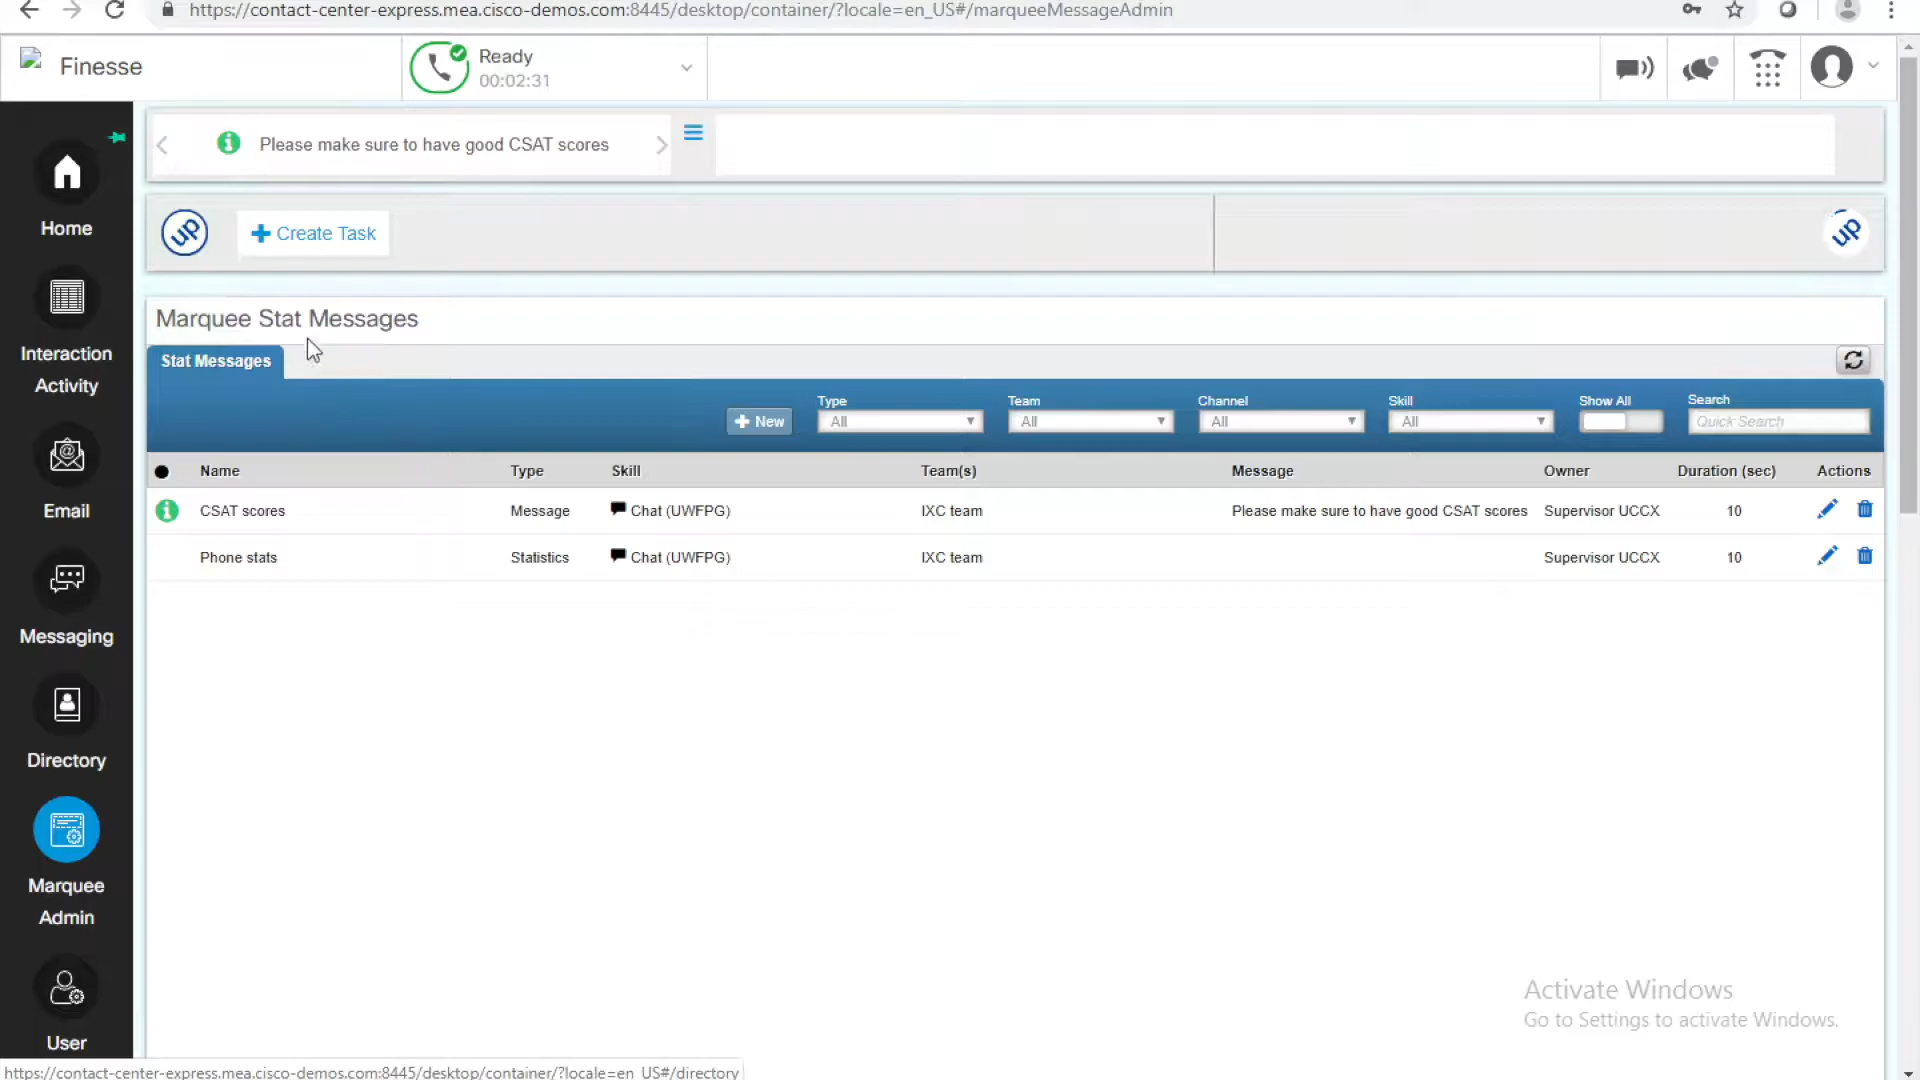 https://contact-center-express.mea.cisco-demos.com:8445/desktop/container/?locale=en_US#/marqueeMessageAdmin
Finesse
Ready
00:02:31
Please make sure to have good CSAT scores
Home
up
Create Task
up
Marquee Stat Messages
Interaction
Activity
Stat Messages
New
Type
All
Team
All
Channel
All
Skill
All
Show All
Search
Quick Search
Name Type Skill Team(s) Message Owner Duration (sec) Actions
CSAT scores Message Chat (UWFPG) IXC team Please make sure to have good CSAT scores Supervisor UCCX 10
Phone stats Statistics Chat (UWFPG) IXC team Supervisor UCCX 10
Email
Messaging
Directory
Marquee
Admin
User
Activate Windows
Go to Settings to activate Windows.
https://contact-center-express.mea.cisco-demos.com:8445/desktop/container/?locale=en_US#/directory